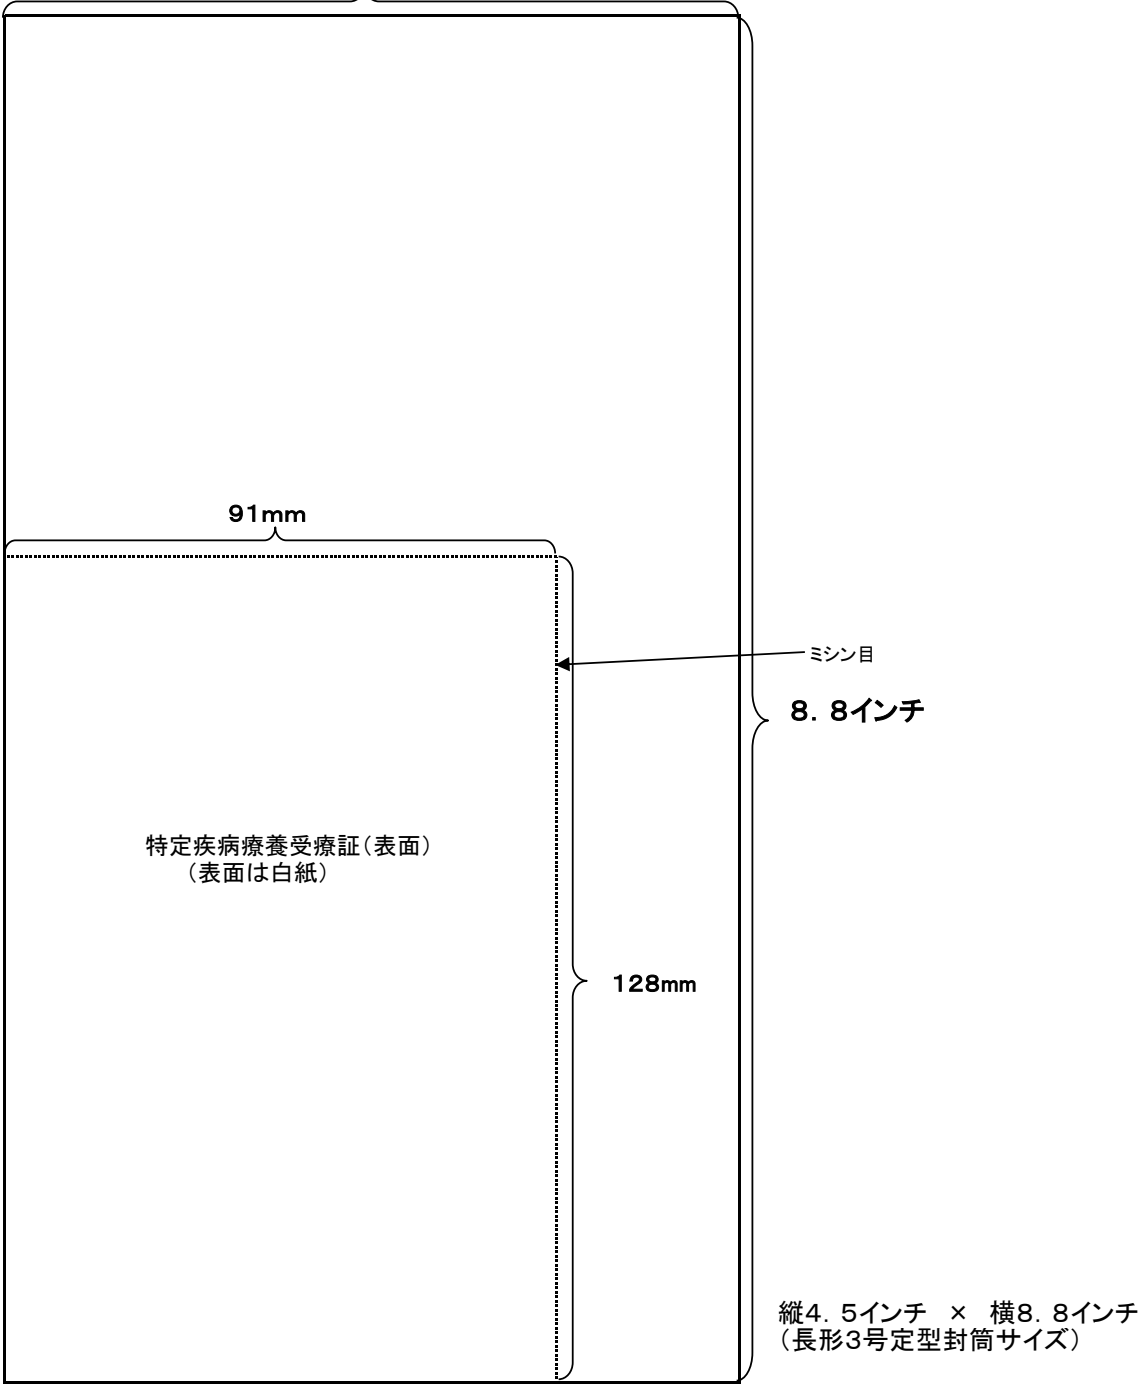 91mm
ミシン目
8．8インチ
特定疾病療養受療証（表面）
（表面は白紙）
128mm
縦4．5インチ　×　横8．8インチ
（長形3号定型封筒サイズ）